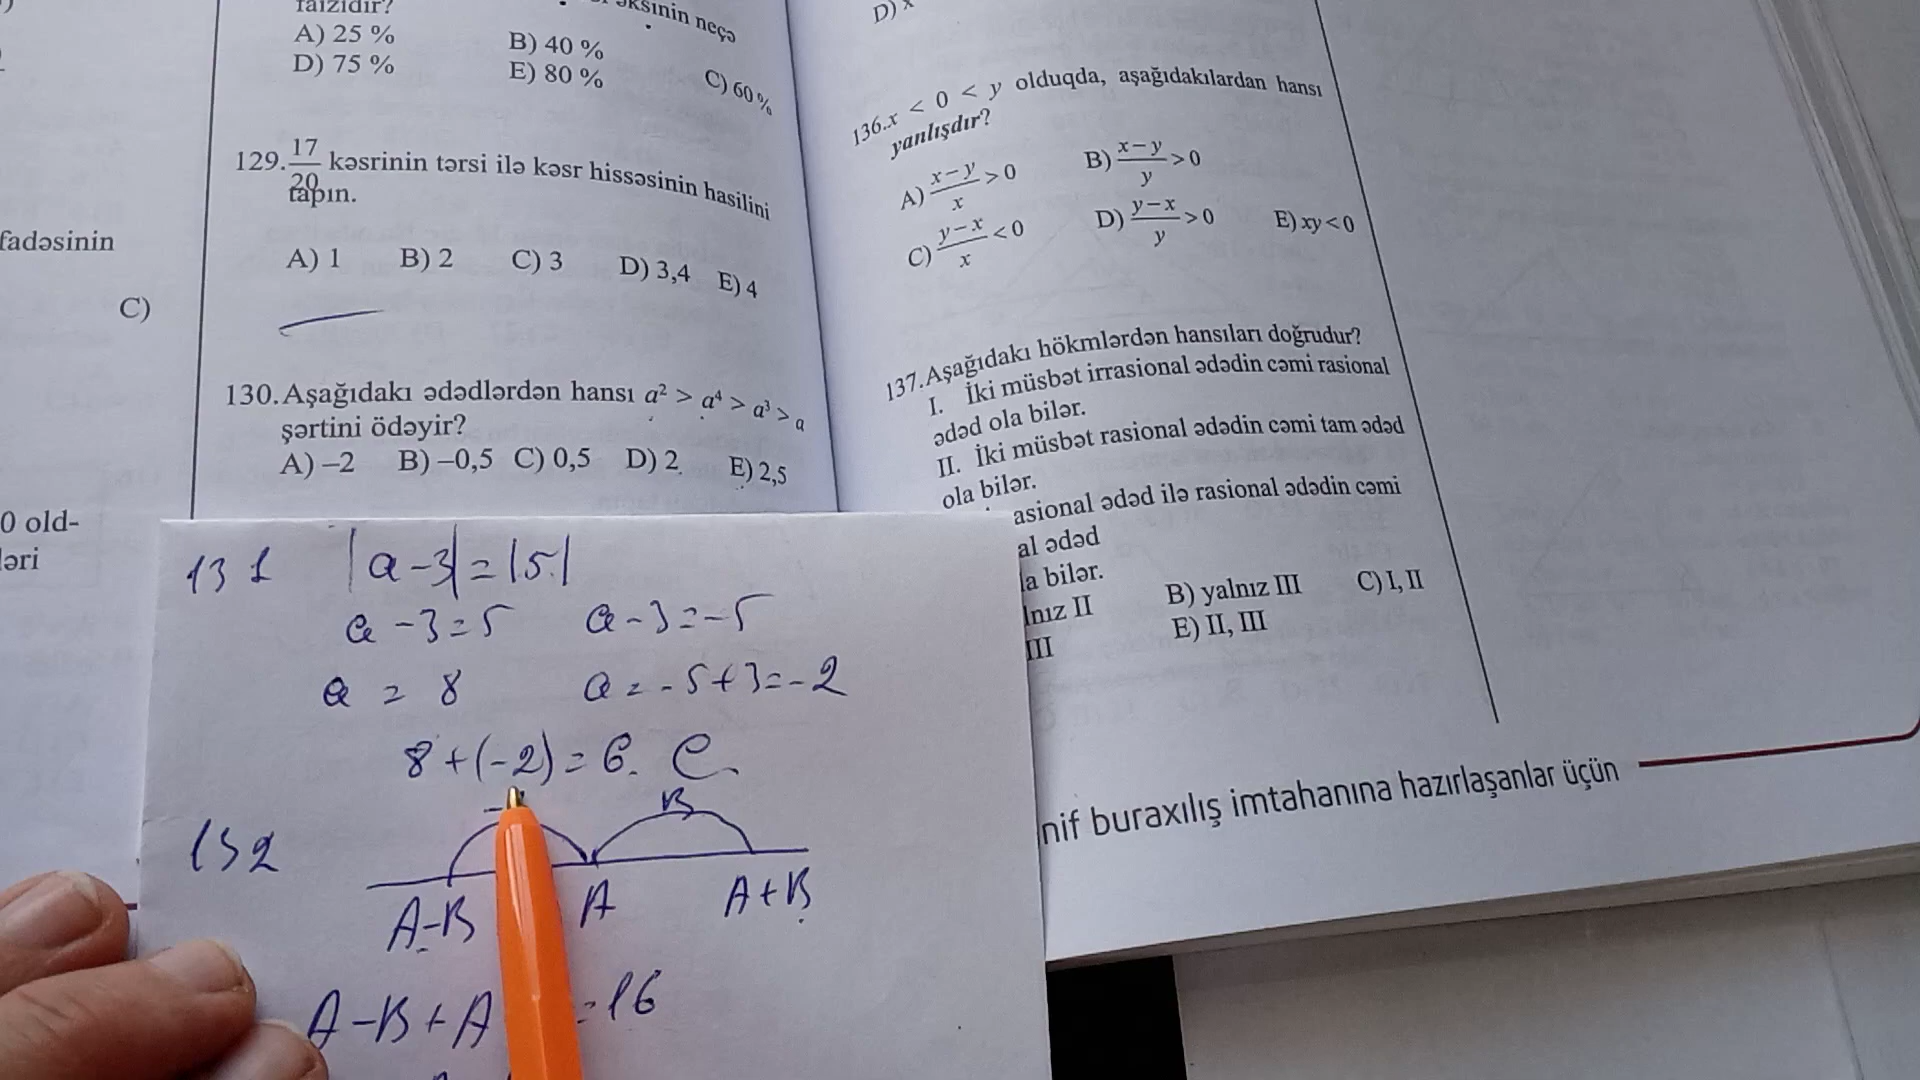 faizidir?
əksinin neçə
A) 25 % B) 40 % C) 60 %
D) 75 % E) 80 %
129. 17/20 kəsrinin tərsi ilə kəsr hissəsinin hasilini
tapın.
A) 1 B) 2 C) 3 D) 3,4 E) 4
130. Aşağıdakı ədədlərdən hansı a² > a⁴ > a³ > a
şərtini ödəyir?
A) –2 B) –0,5 C) 0,5 D) 2 E) 2,5
fadəsinin
C)
0 old-
ləri
131 |a-3|=|5|
a-3=5 a-3=-5
a = 8 a=-5+3=-2
8+(-2)=6. C
132
B
A-B A A+B
A-B+A =16
D) x
136. x < 0 < y olduqda, aşağıdakılardan hansı
yanlışdır?
A) x-y/x > 0 B) x-y/y > 0
C) y-x/x < 0 D) y-x/y > 0 E) xy < 0
137. Aşağıdakı hökmlərdən hansıları doğrudur?
I. İki müsbət irrasional ədədin cəmi rasional
ədəd ola bilər.
II. İki müsbət rasional ədədin cəmi tam ədəd
ola bilər.
asional ədəd ilə rasional ədədin cəmi
al ədəd
la bilər.
lnız II B) yalnız III C) I, II
III E) II, III
nif buraxılış imtahanına hazırlaşanlar üçün